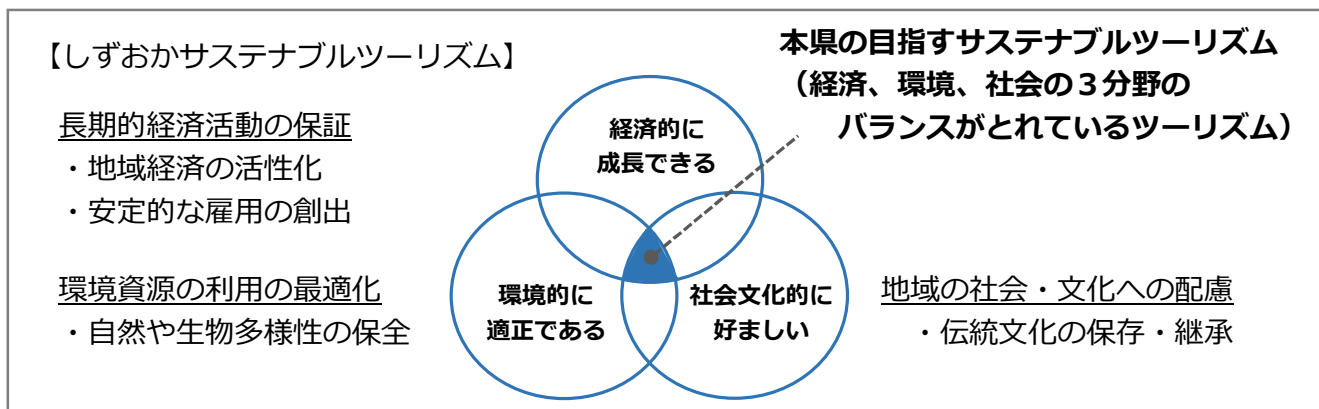 【しずおかサステナブルツーリズム】
本県の目指すサステナブルツーリズム
（経済、環境、社会の３分野の
バランスがとれているツーリズム）
長期的経済活動の保証
・地域経済の活性化
・安定的な雇用の創出
経済的に
成長できる
環境資源の利用の最適化
・自然や生物多様性の保全
環境的に
適正である
社会文化的に
好ましい
地域の社会・文化への配慮
・伝統文化の保存・継承